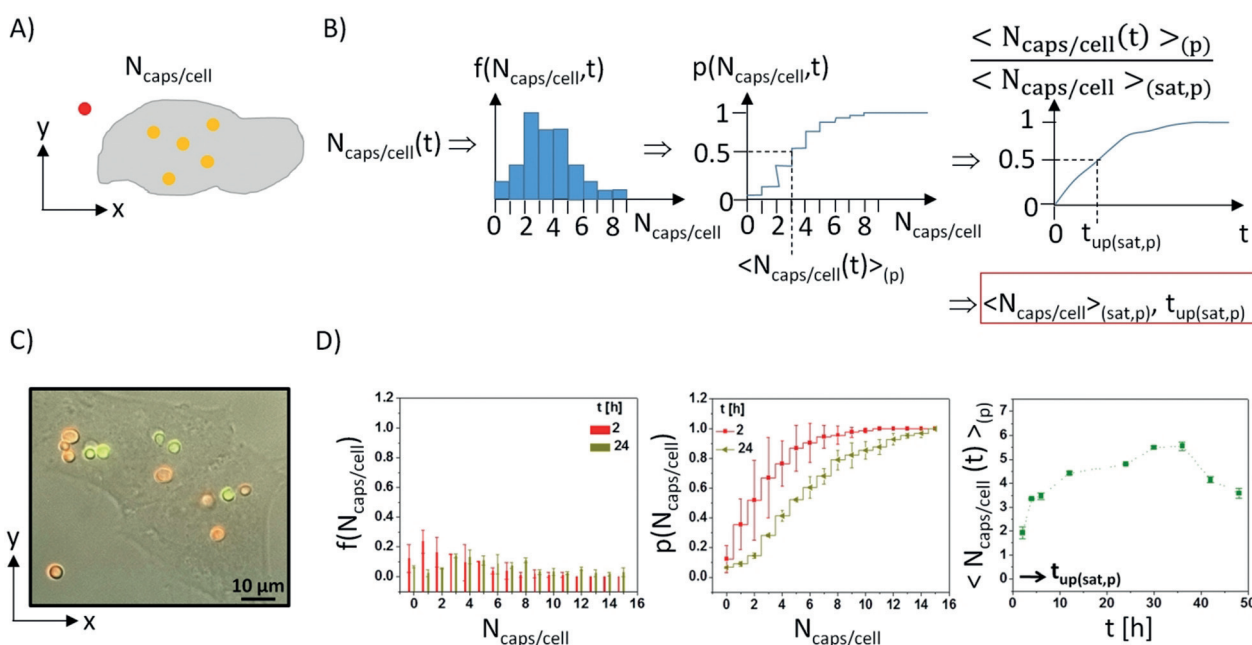 A)
N_caps/cell
y
x
B)
N_caps/cell(t) ⇒
f(N_caps/cell,t)
0 2 4 6 8
N_caps/cell
⇒
p(N_caps/cell,t)
1
0.5
0
0 2 4 6 8
N_caps/cell
<N_caps/cell(t)>_(p)
⇒
< N_caps/cell(t) >_(p)
< N_caps/cell >_(sat,p)
1
0.5
0
0
t_up(sat,p)
t
⇒ <N_caps/cell>_(sat,p), t_up(sat,p)
C)
y
x
10 µm
D)
f(N_caps/cell)
1.2
1.0
0.8
0.6
0.4
0.2
0.0
t [h]
2
24
0 2 4 6 8 10 12 14 16
N_caps/cell
p(N_caps/cell)
1.2
1.0
0.8
0.6
0.4
0.2
0.0
t [h]
2
24
0 2 4 6 8 10 12 14 16
N_caps/cell
< N_caps/cell (t) >_(p)
7
6
5
4
3
2
1
0
t_up(sat,p)
0 10 20 30 40 50
t [h]